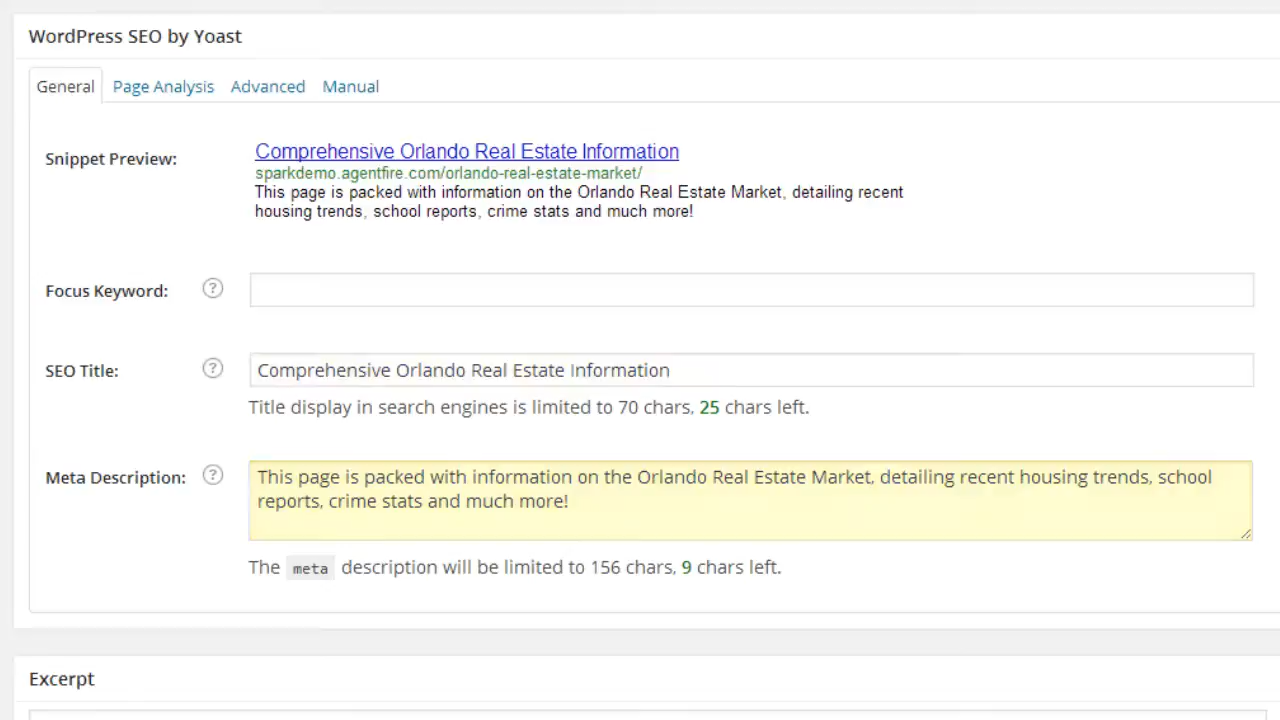 WordPress SEO by Yoast
General Page Analysis Advanced Manual
Snippet Preview:
Comprehensive Orlando Real Estate Information
sparkdemo.agentfire.com/orlando-real-estate-market/
This page is packed with information on the Orlando Real Estate Market, detailing recent
housing trends, school reports, crime stats and much more!
Focus Keyword: ?
SEO Title: ? Comprehensive Orlando Real Estate Information
Title display in search engines is limited to 70 chars, 25 chars left.
Meta Description: ? This page is packed with information on the Orlando Real Estate Market, detailing recent housing trends, school
reports, crime stats and much more!
The meta description will be limited to 156 chars, 9 chars left.
Excerpt